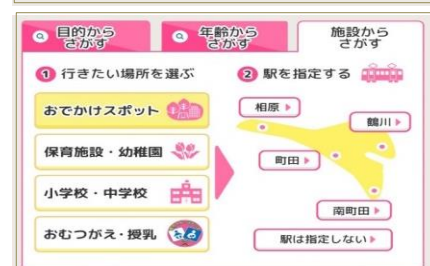 目的から
さがす
年齢から
さがす
施設から
さがす
1 行きたい場所を選ぶ
2 駅を指定する
おでかけスポット
保育施設・幼稚園
小学校・中学校
おむつがえ・授乳
相原
鶴川
町田
南町田
駅は指定しない